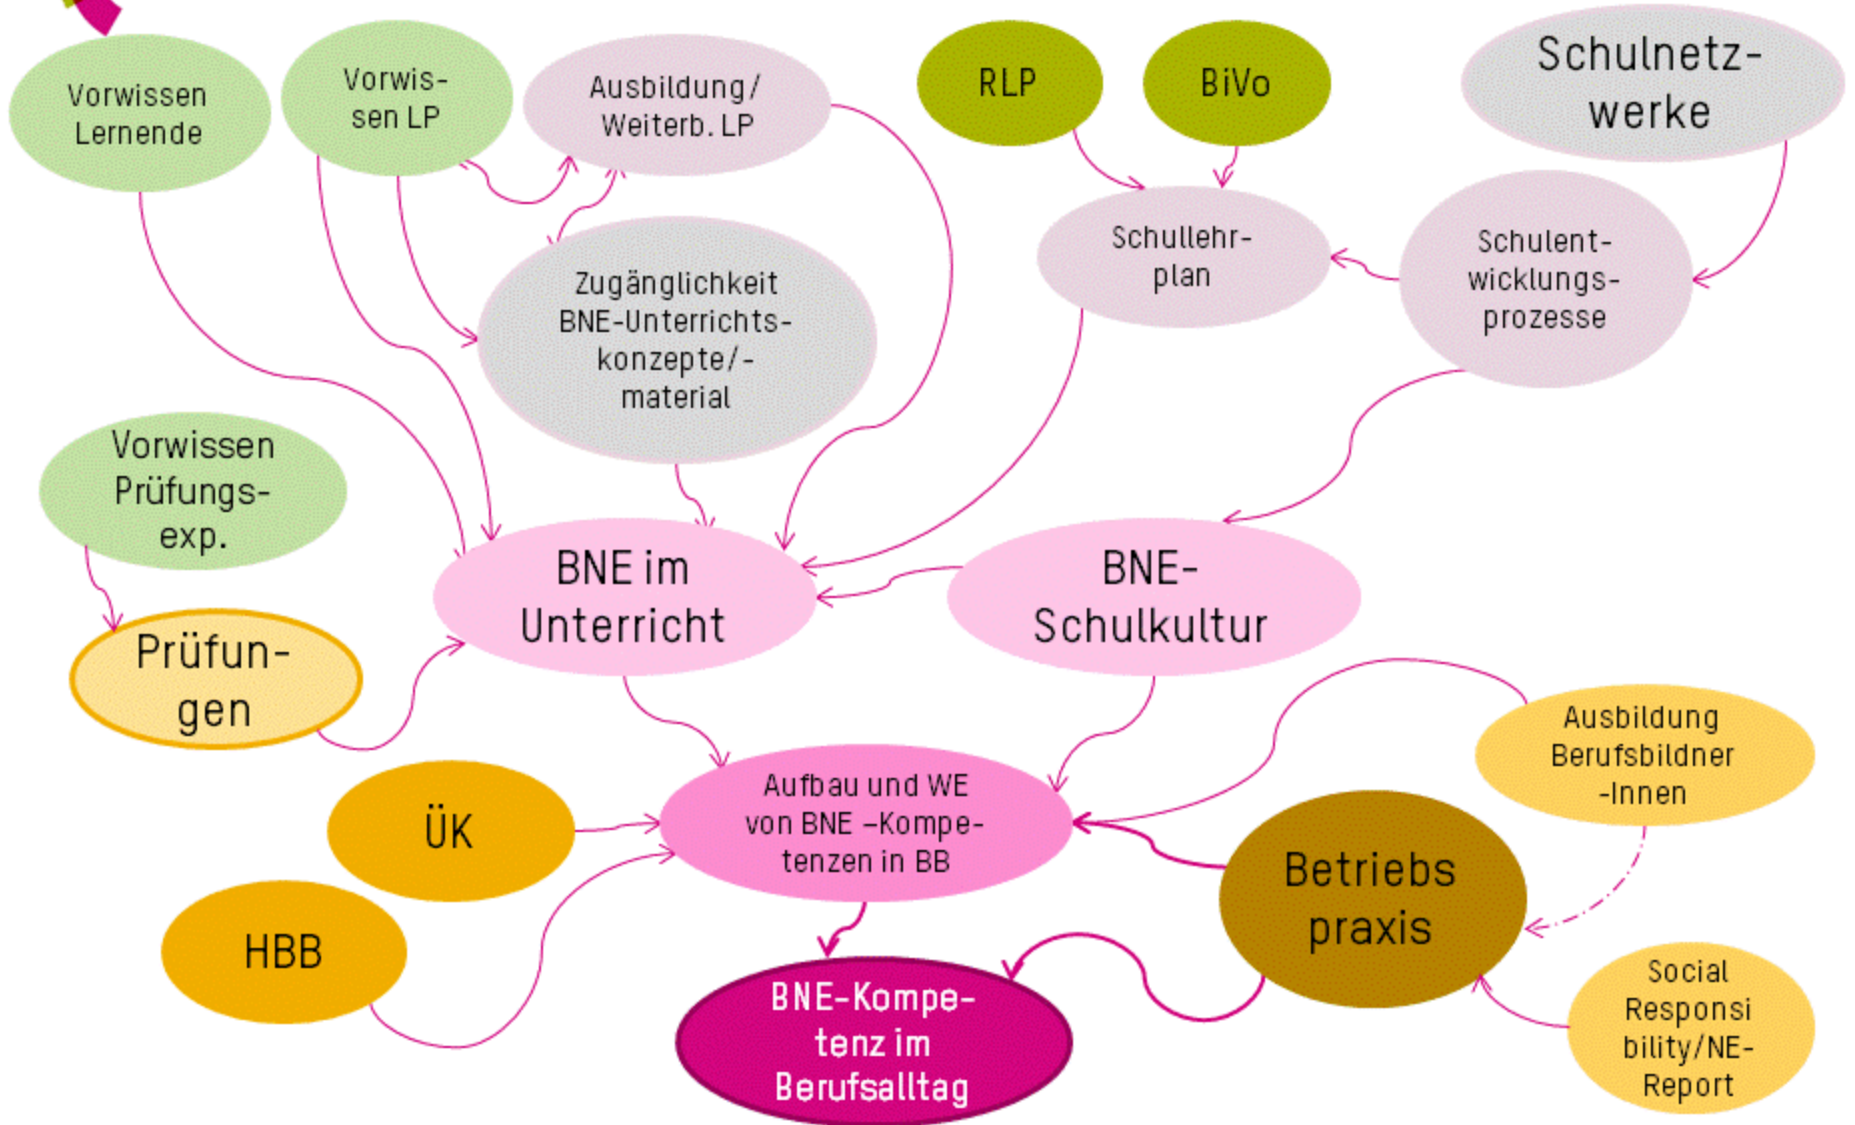 Vorwissen
Lernende
Vorwis-
sen LP
Ausbildung/
Weiterb. LP
RLP
BiVo
Schulnetz-
werke
Schullehr-
plan
Schulent-
wicklungs-
prozesse
Zugänglichkeit
BNE-Unterrichts-
konzepte/-
material
Vorwissen
Prüfungs-
exp.
BNE im
Unterricht
BNE-
Schulkultur
Prüfun-
gen
Ausbildung
Berufsbildner
-Innen
ÜK
Aufbau und WE
von BNE –Kompe-
tenzen in BB
Betriebs
praxis
HBB
BNE-Kompe-
tenz im
Berufsalltag
Social
Responsi
bility/NE-
Report